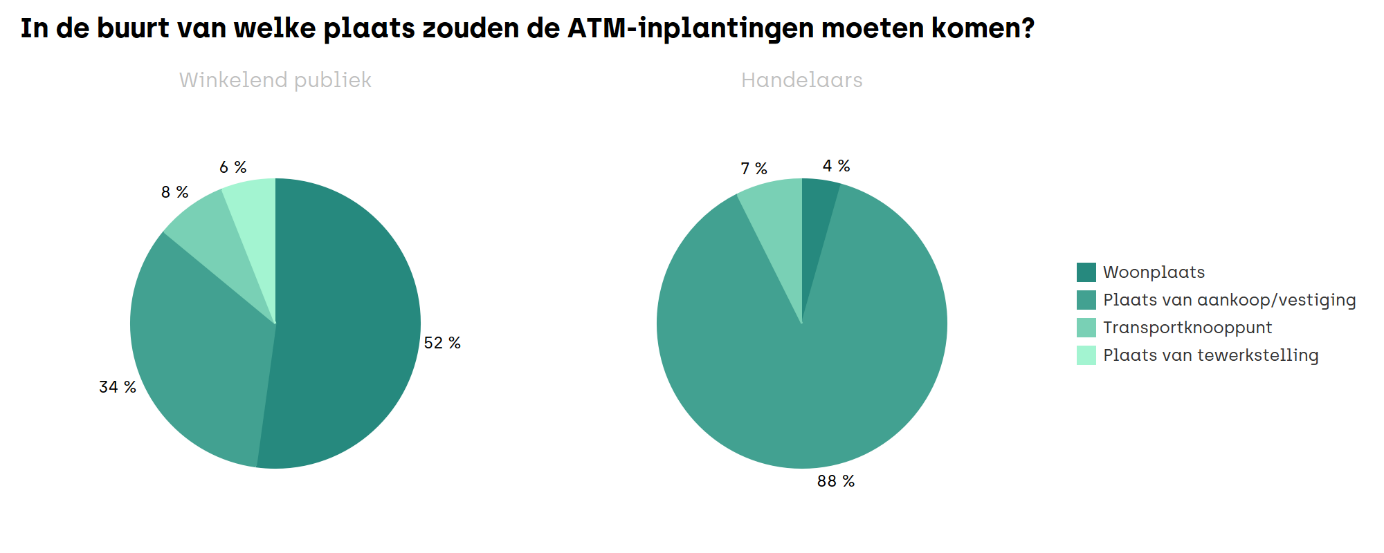 In de buurt van welke plaats zouden de ATM-inplantingen moeten komen?
Winkelend publiek
6 %
8 %
52 %
34 %
Handelaars
7 %
4 %
88 %
Woonplaats
Plaats van aankoop/vestiging
Transportknooppunt
Plaats van tewerkstelling